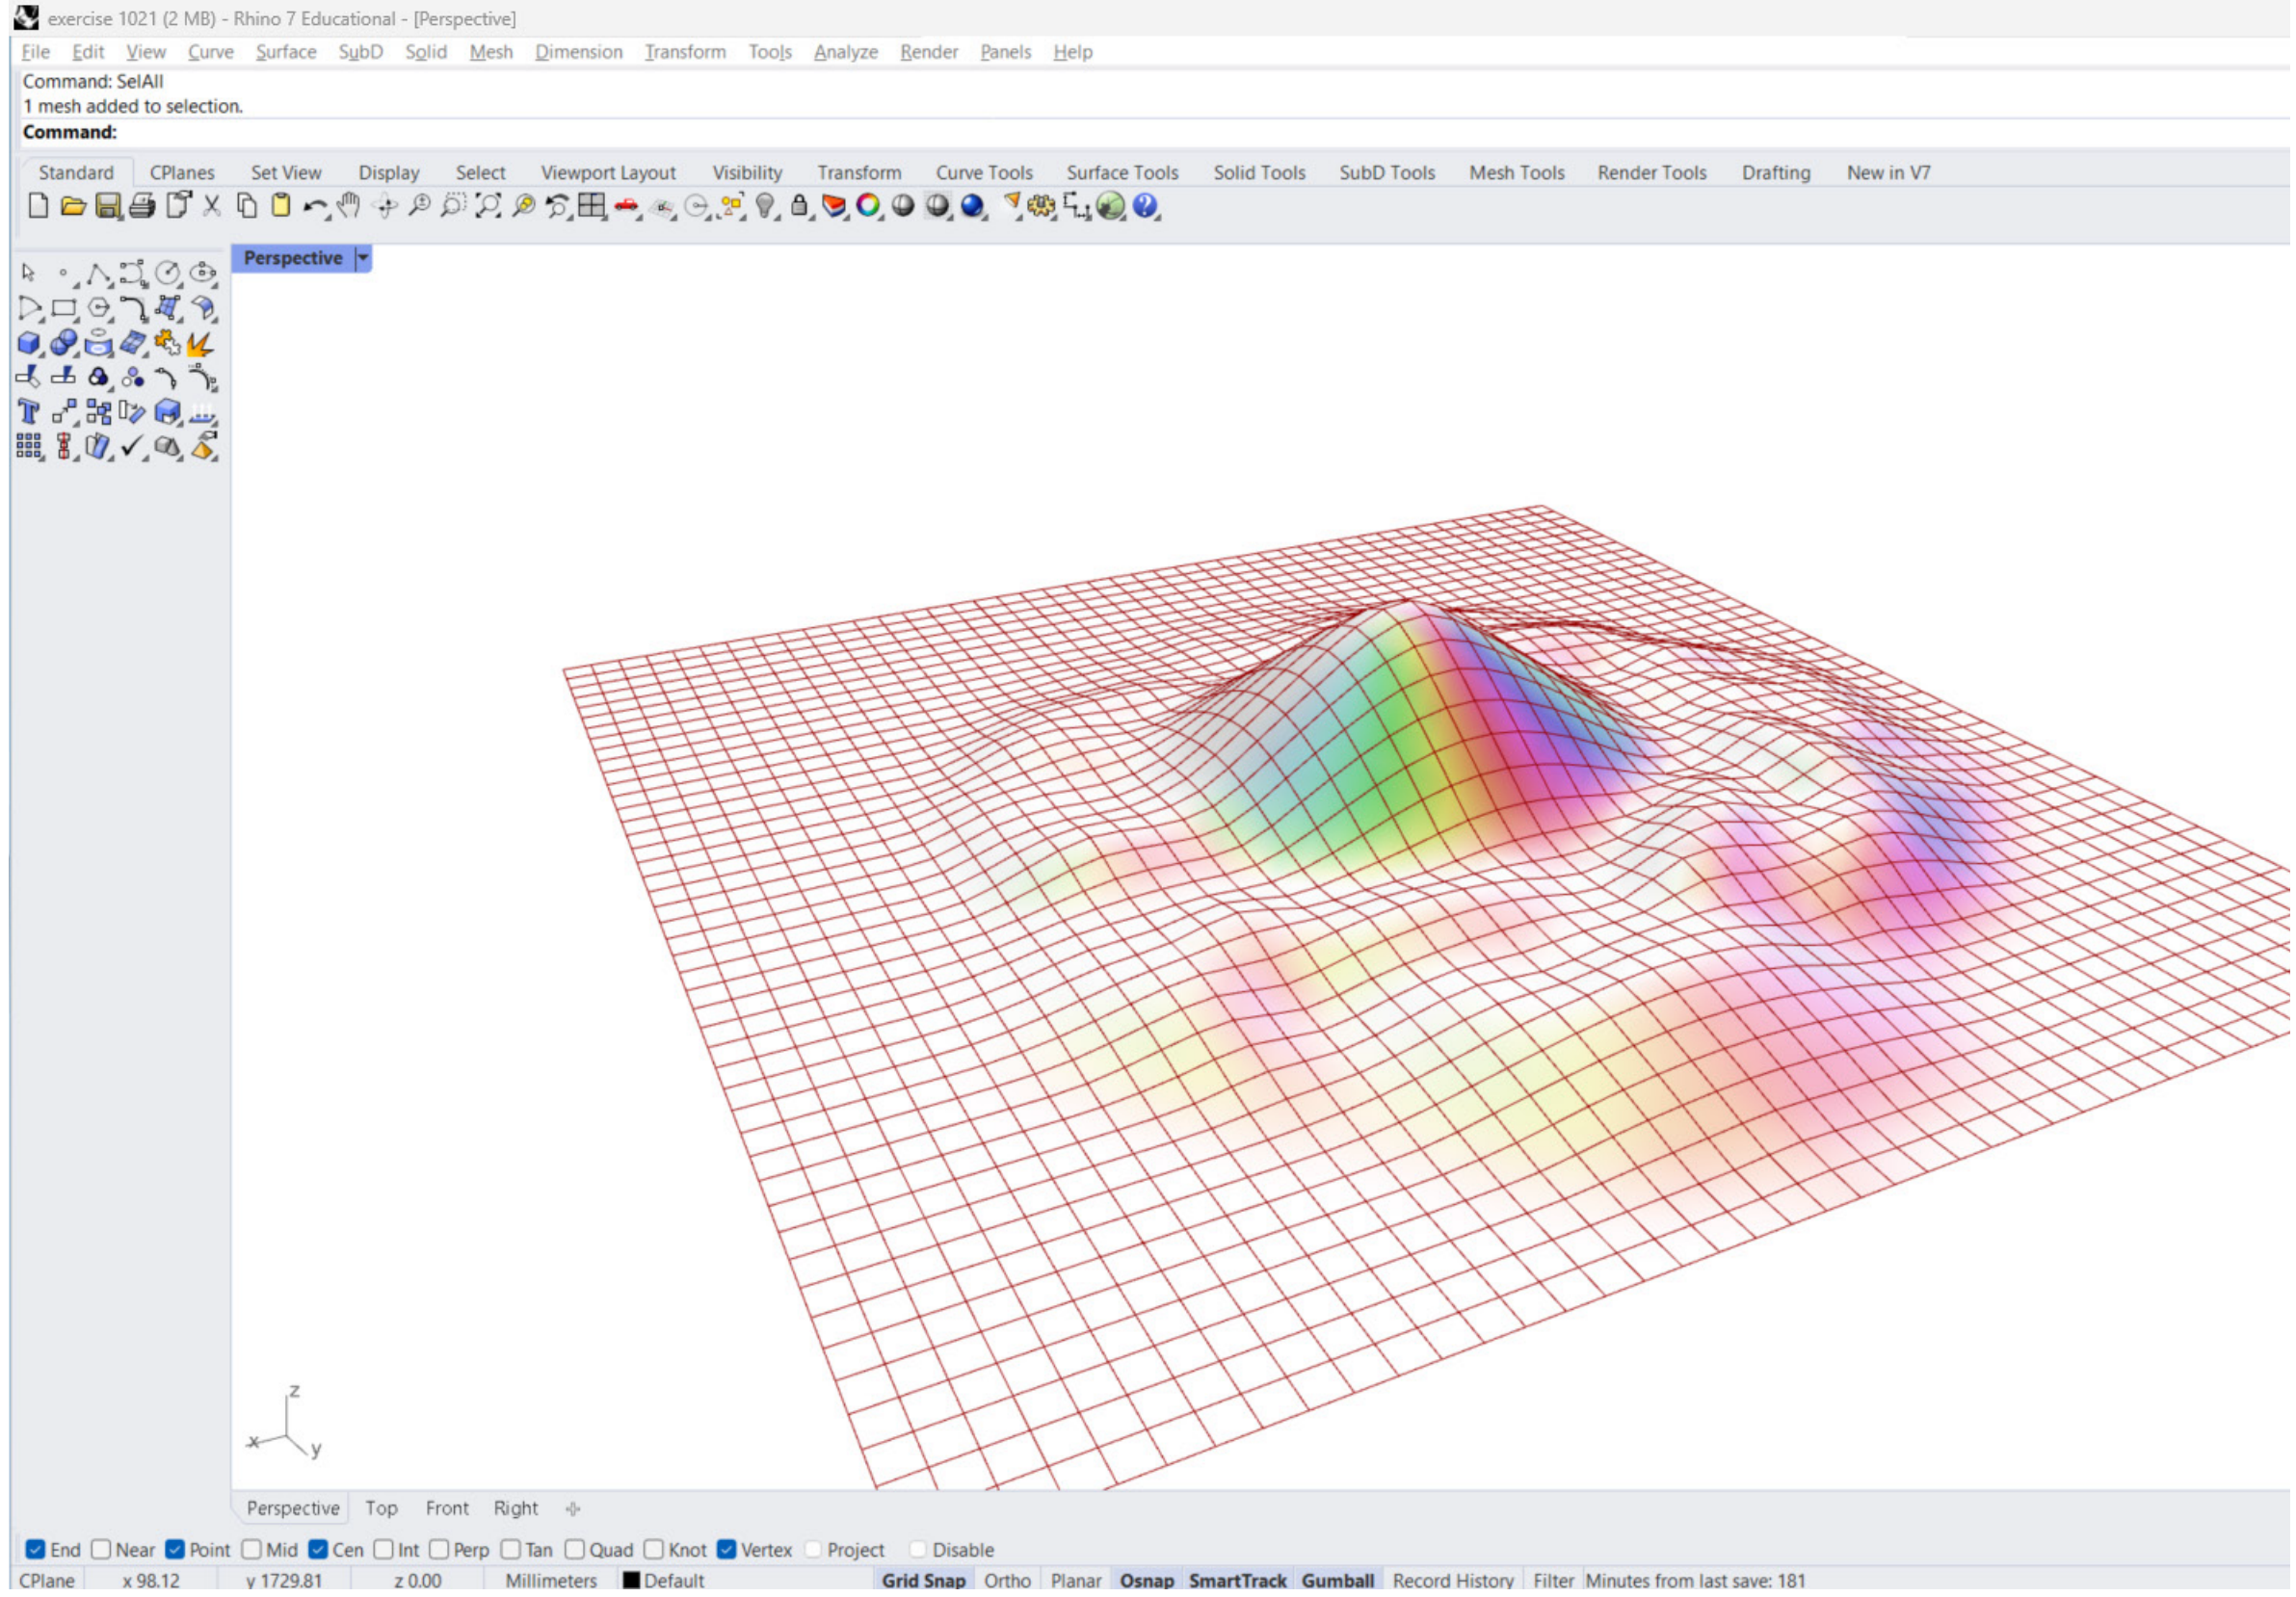 exercise 1021 (2 MB) - Rhino 7 Educational - [Perspective]
File Edit View Curve Surface SubD Solid Mesh Dimension Transform Tools Analyze Render Panels Help
Command: SelAll
1 mesh added to selection.
Command:
Standard CPlanes Set View Display Select Viewport Layout Visibility Transform Curve Tools Surface Tools Solid Tools SubD Tools Mesh Tools Render Tools Drafting New in V7
Perspective
z
x
y
Perspective Top Front Right
End Near Point Mid Cen Int Perp Tan Quad Knot Vertex Project Disable
CPlane x 98.12 y 1729.81 z 0.00 Millimeters Default Grid Snap Ortho Planar Osnap SmartTrack Gumball Record History Filter Minutes from last save: 181